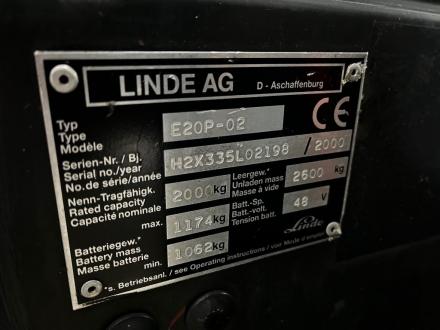 LINDE AG D - Aschaffenburg
Typ
Type
Modèle
E20P-02
CE
Serien-Nr. / Bj.
Serial no./year
No. de série/année
H2X335L02198 / 2000
Nenn-Tragfähigk.
Rated capacity
Capacité nominale
2000 kg
Leergew.*
Unladen mass
Masse à vide
2600 kg
Batteriegew.*
Battery mass
Masse batterie
max. 1174 kg
min. 1062 kg
Batt.-Sp.
Batt.-volt.
Tension batt.
48 V
Linde
*s. Betriebsanl. / see Operating instructions / voir Mode d'emploi